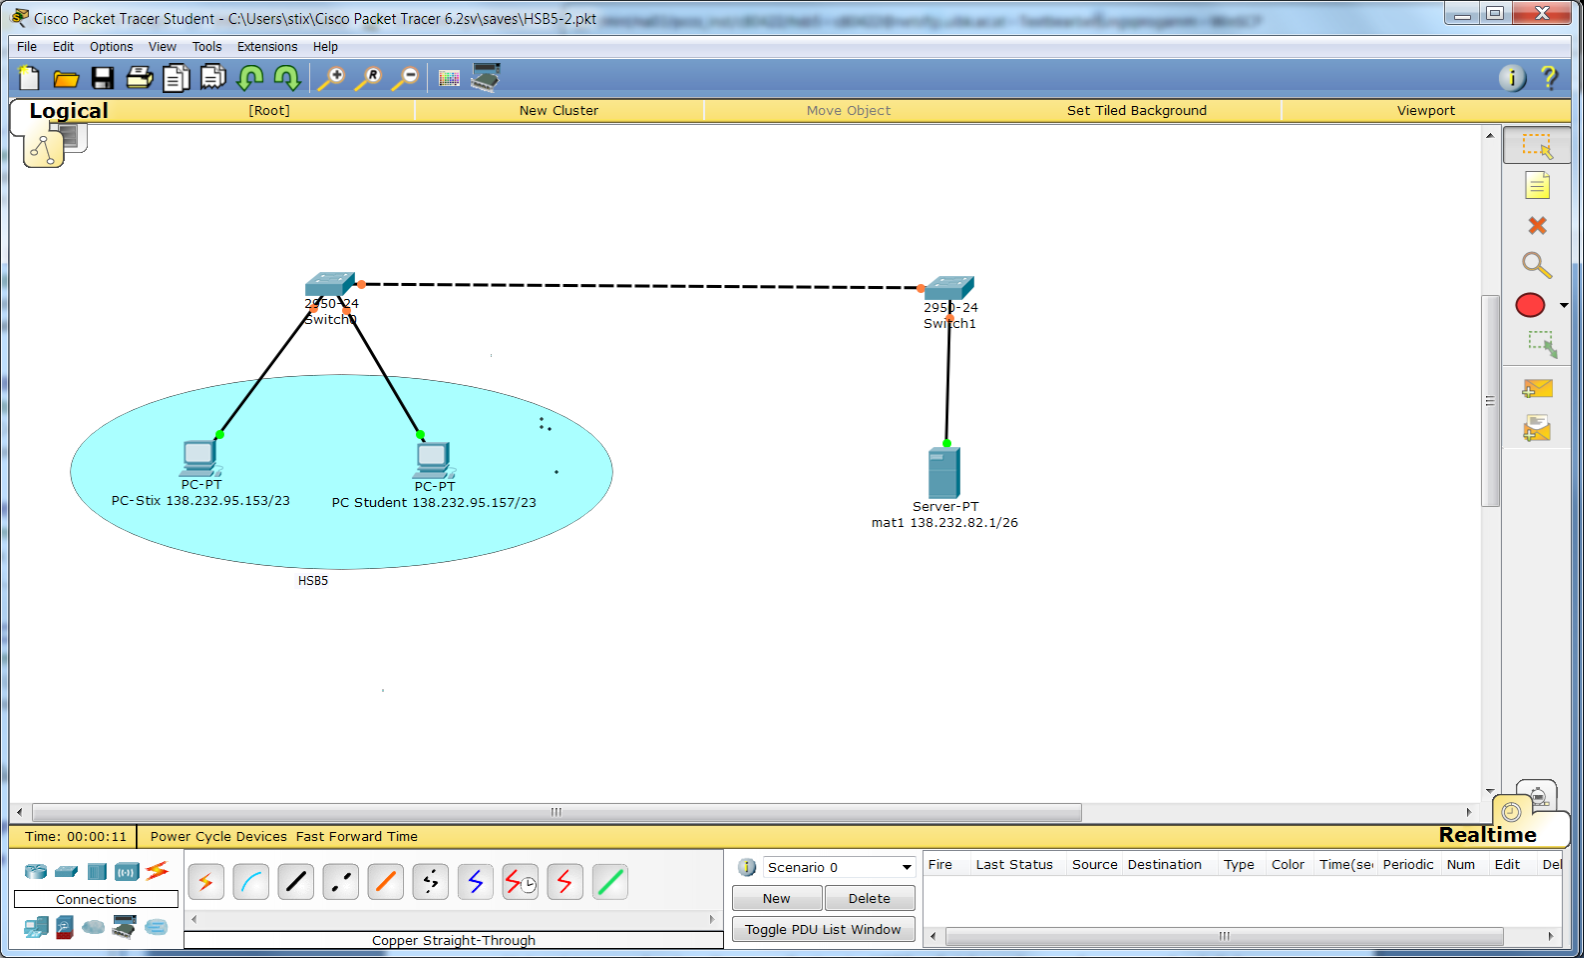 Cisco Packet Tracer Student - C:\Users\stix\Cisco Packet Tracer 6.2sv\saves\HSB5-2.pkt
File Edit Options View Tools Extensions Help
Logical [Root] New Cluster Move Object Set Tiled Background Viewport
2950-24
Switch0
2950-24
Switch1
PC-PT
PC-Stix 138.232.95.153/23
PC-PT
PC Student 138.232.95.157/23
Server-PT
mat1 138.232.82.1/26
HSB5
Time: 00:00:11 Power Cycle Devices Fast Forward Time
Realtime
Connections
Copper Straight-Through
Scenario 0
New Delete
Toggle PDU List Window
Fire Last Status Source Destination Type Color Time(sec Periodic Num Edit Del